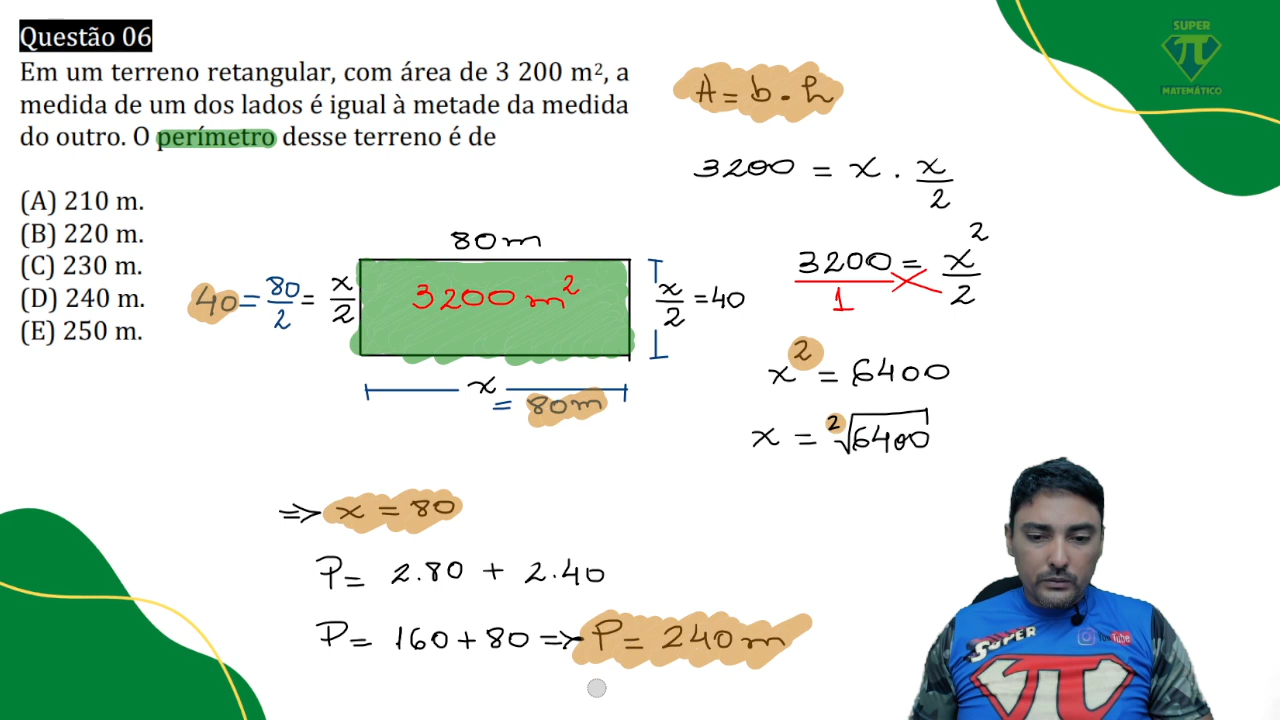 Questão 06
Em um terreno retangular, com área de 3 200 m², a
medida de um dos lados é igual à metade da medida
do outro. O perímetro desse terreno é de
(A) 210 m.
(B) 220 m.
(C) 230 m.
(D) 240 m.
(E) 250 m.
80m
40 = 80/2 = x/2
3200 m²
x/2 = 40
x
= 80m
A = b . h
3200 = x . x/2
3200/1 = x²/2
x² = 6400
x = ²√6400
=> x = 80
P = 2.80 + 2.40
P = 160 + 80 => P = 240 m
SUPER
π
MATEMÁTICO
SUPER
YouTube
π